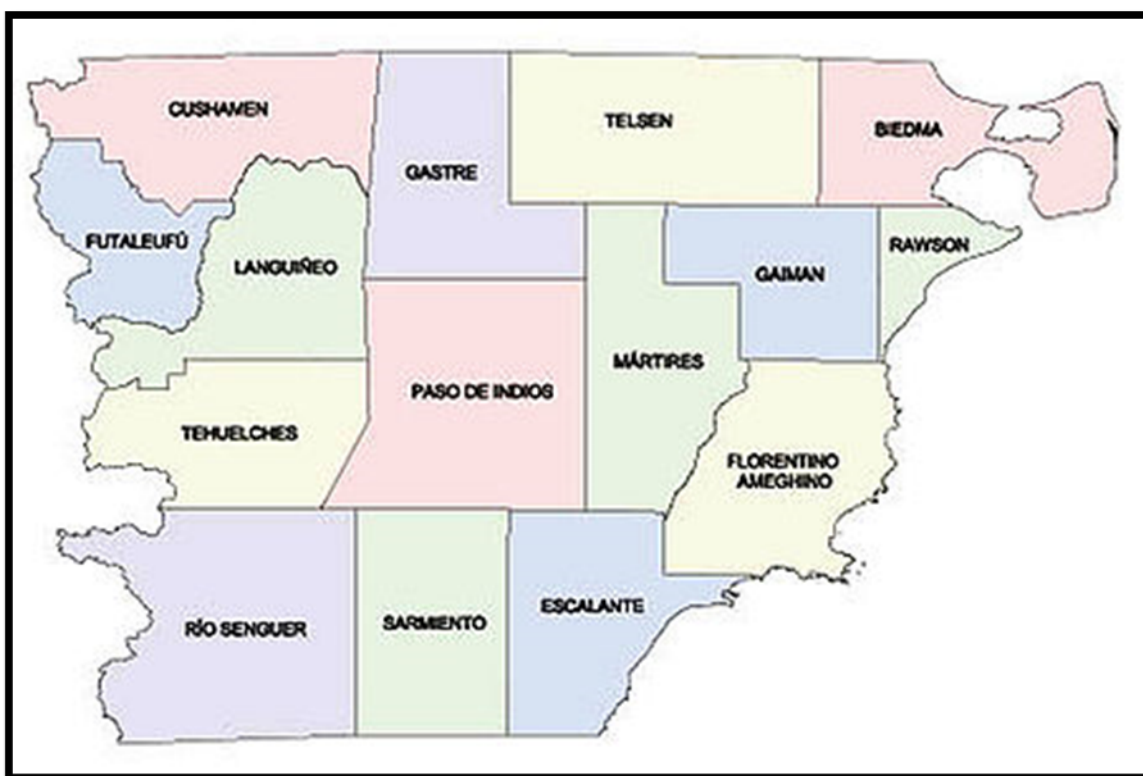 CUSHAMEN
GASTRE
TELSEN
BIEDMA
FUTALEUFÚ
LANGUIÑEO
GAIMAN
RAWSON
MÁRTIRES
PASO DE INDIOS
TEHUELCHES
FLORENTINO
AMEGHINO
RÍO SENGUER
SARMIENTO
ESCALANTE